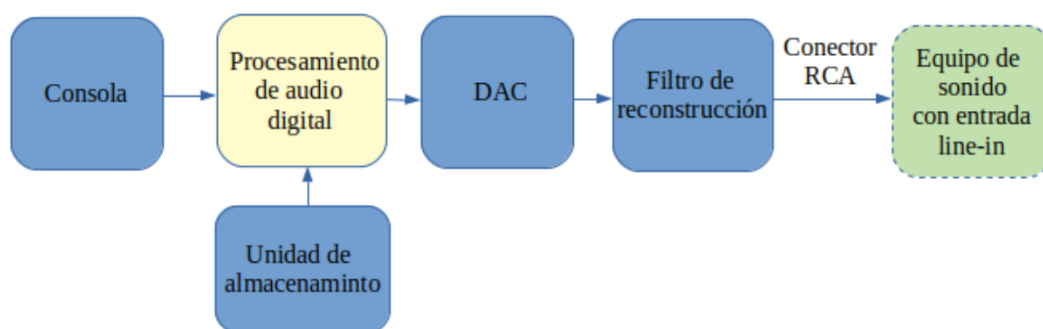 Consola
Procesamiento
de audio
digital
DAC
Filtro de
reconstrucción
Conector
RCA
Equipo de
sonido
con entrada
line-in
Unidad de
almacenaminto